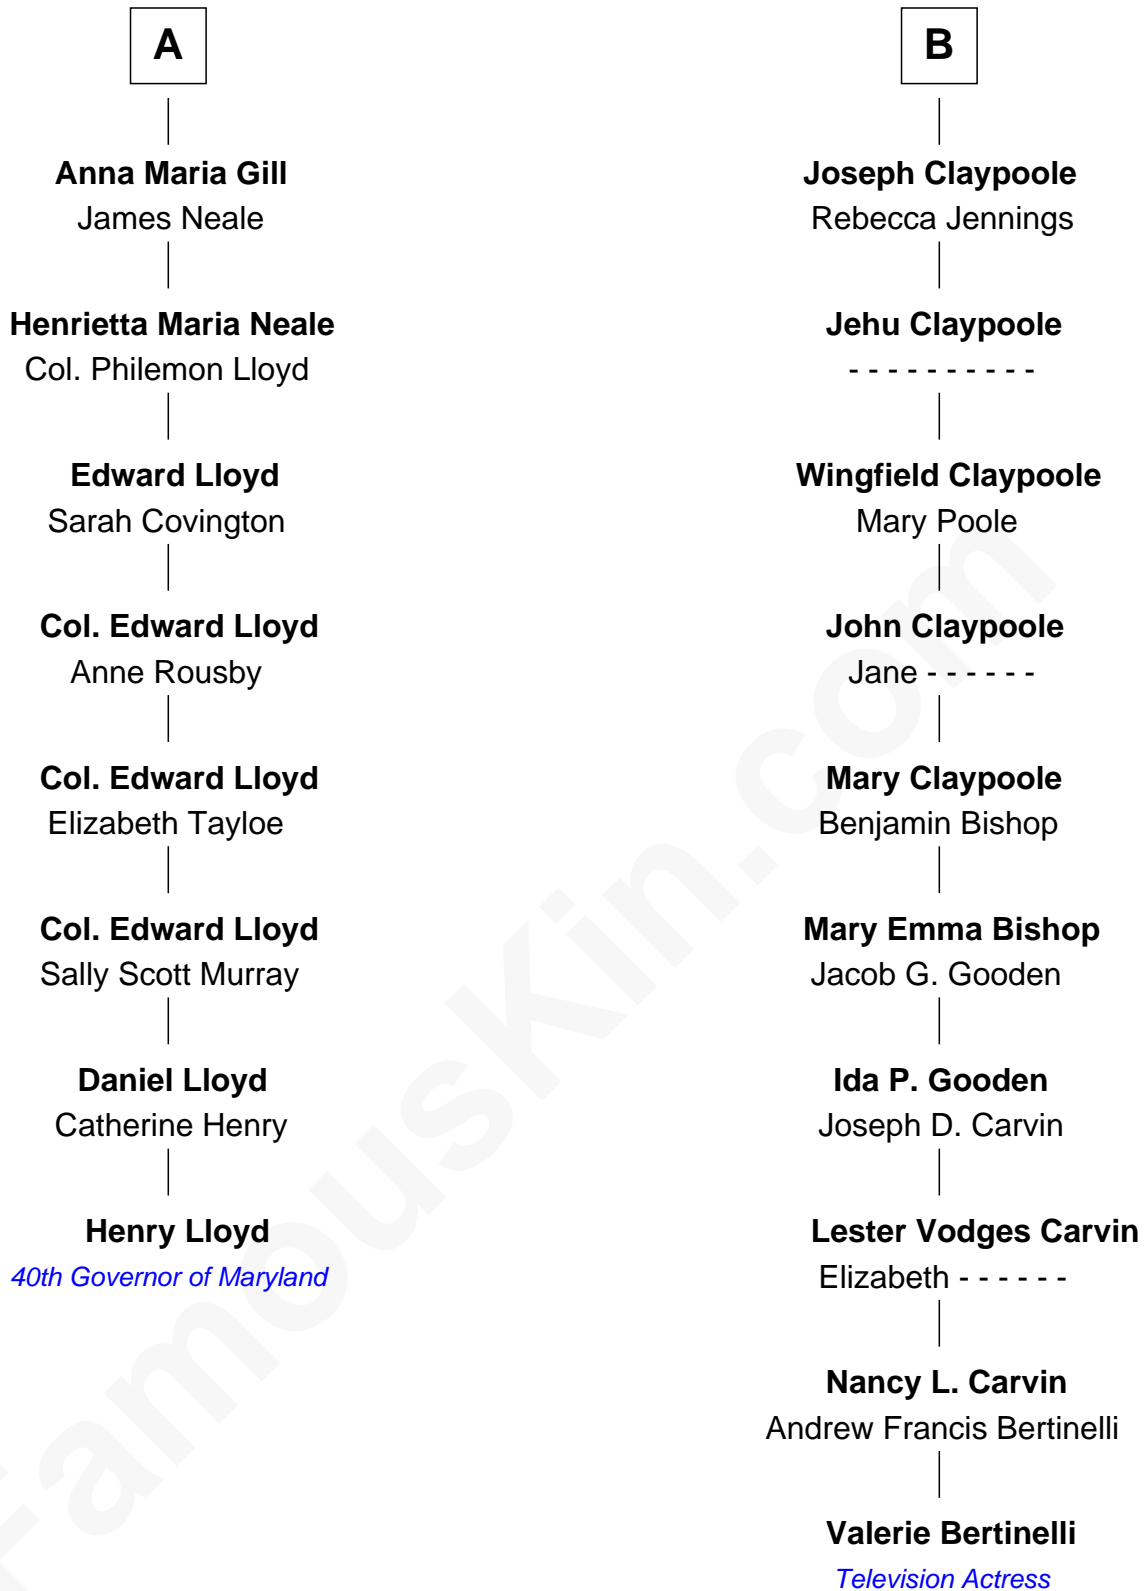 A
Anna Maria Gill
James Neale
Henrietta Maria Neale
Col. Philemon Lloyd
Edward Lloyd
Sarah Covington
Col. Edward Lloyd
Anne Rousby
Col. Edward Lloyd
Elizabeth Tayloe
Col. Edward Lloyd
Sally Scott Murray
Daniel Lloyd
Catherine Henry
Henry Lloyd
40th Governor of Maryland
B
Joseph Claypoole
Rebecca Jennings
Jehu Claypoole
- - - - - - - - - -
Wingfield Claypoole
Mary Poole
John Claypoole
Jane - - - - - -
Mary Claypoole
Benjamin Bishop
Mary Emma Bishop
Jacob G. Gooden
Ida P. Gooden
Joseph D. Carvin
Lester Vodges Carvin
Elizabeth - - - - - -
Nancy L. Carvin
Andrew Francis Bertinelli
Valerie Bertinelli
Television Actress
FamousKin.com